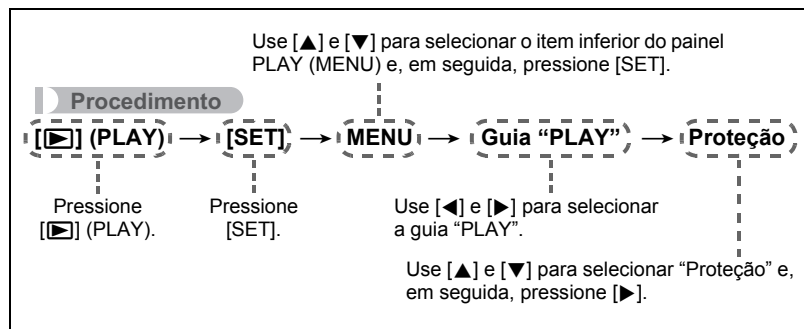 Use [▲] e [▼] para selecionar o item inferior do painel
PLAY (MENU) e, em seguida, pressione [SET].
Procedimento
[▶] (PLAY) → [SET] → MENU → Guia “PLAY” → Proteção
Pressione
[▶] (PLAY).
Pressione
[SET].
Use [◀] e [▶] para selecionar
a guia “PLAY”.
Use [▲] e [▼] para selecionar “Proteção” e,
em seguida, pressione [▶].